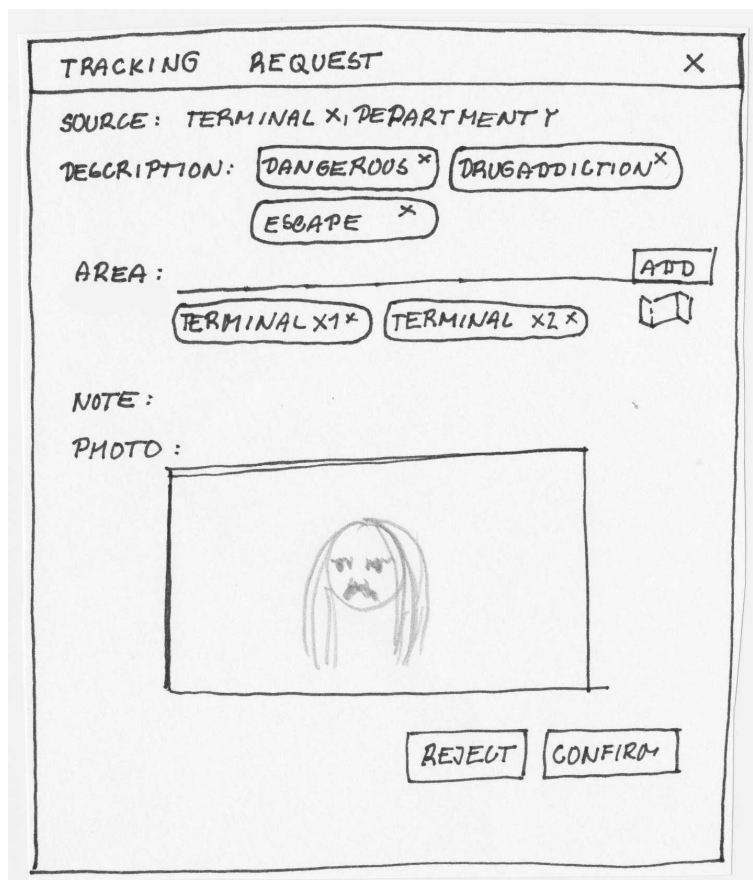 TRACKING REQUEST X
SOURCE: TERMINAL X, DEPARTMENT Y
DESCRIPTION: DANGEROUS x DRUGADDICTION x
ESCAPE x
AREA: ADD
TERMINAL X1 x TERMINAL X2 x
NOTE:
PHOTO:
REJECT CONFIRM